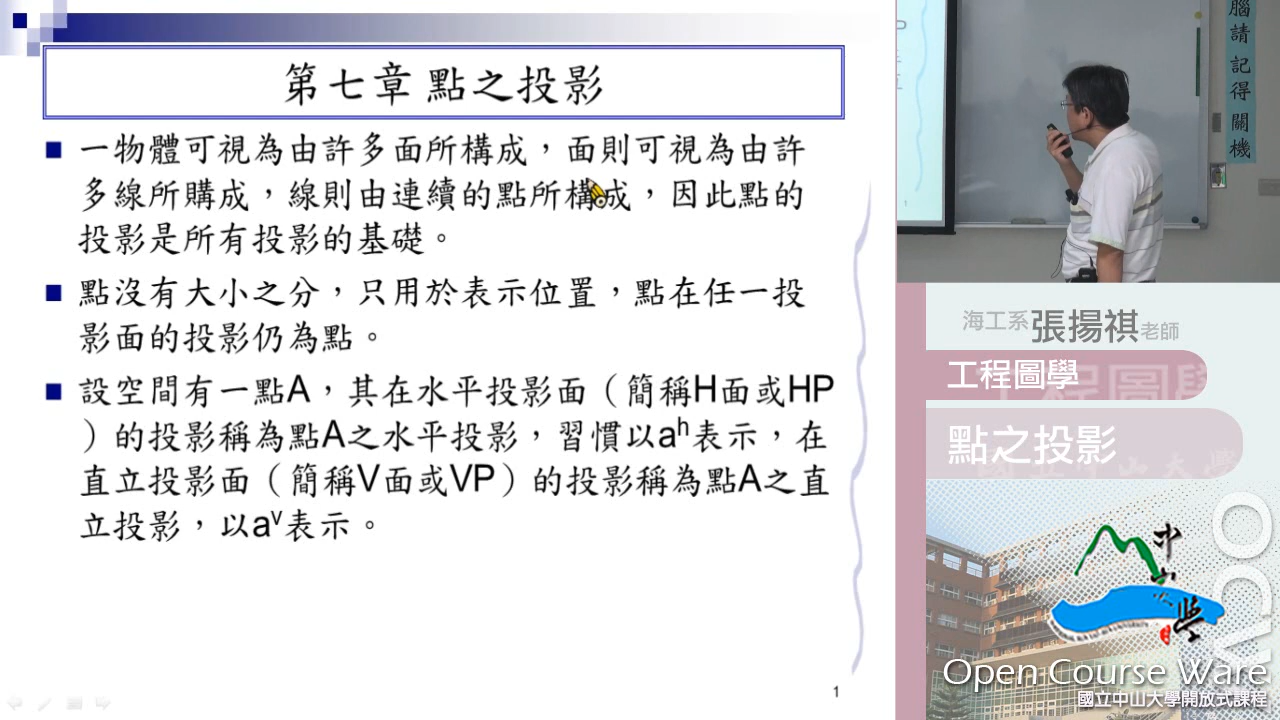 第七章 點之投影
一物體可視為由許多面所構成，面則可視為由許
多線所購成，線則由連續的點所構成，因此點的
投影是所有投影的基礎。
點沒有大小之分，只用於表示位置，點在任一投
影面的投影仍為點。
設空間有一點A，其在水平投影面（簡稱H面或HP
）的投影稱為點A之水平投影，習慣以aʰ表示，在
直立投影面（簡稱V面或VP）的投影稱為點A之直
立投影，以aᵛ表示。
1
腦請記得關機
海工系張揚祺老師
工程圖學
點之投影
中山大學
Open Course Ware
國立中山大學開放式課程